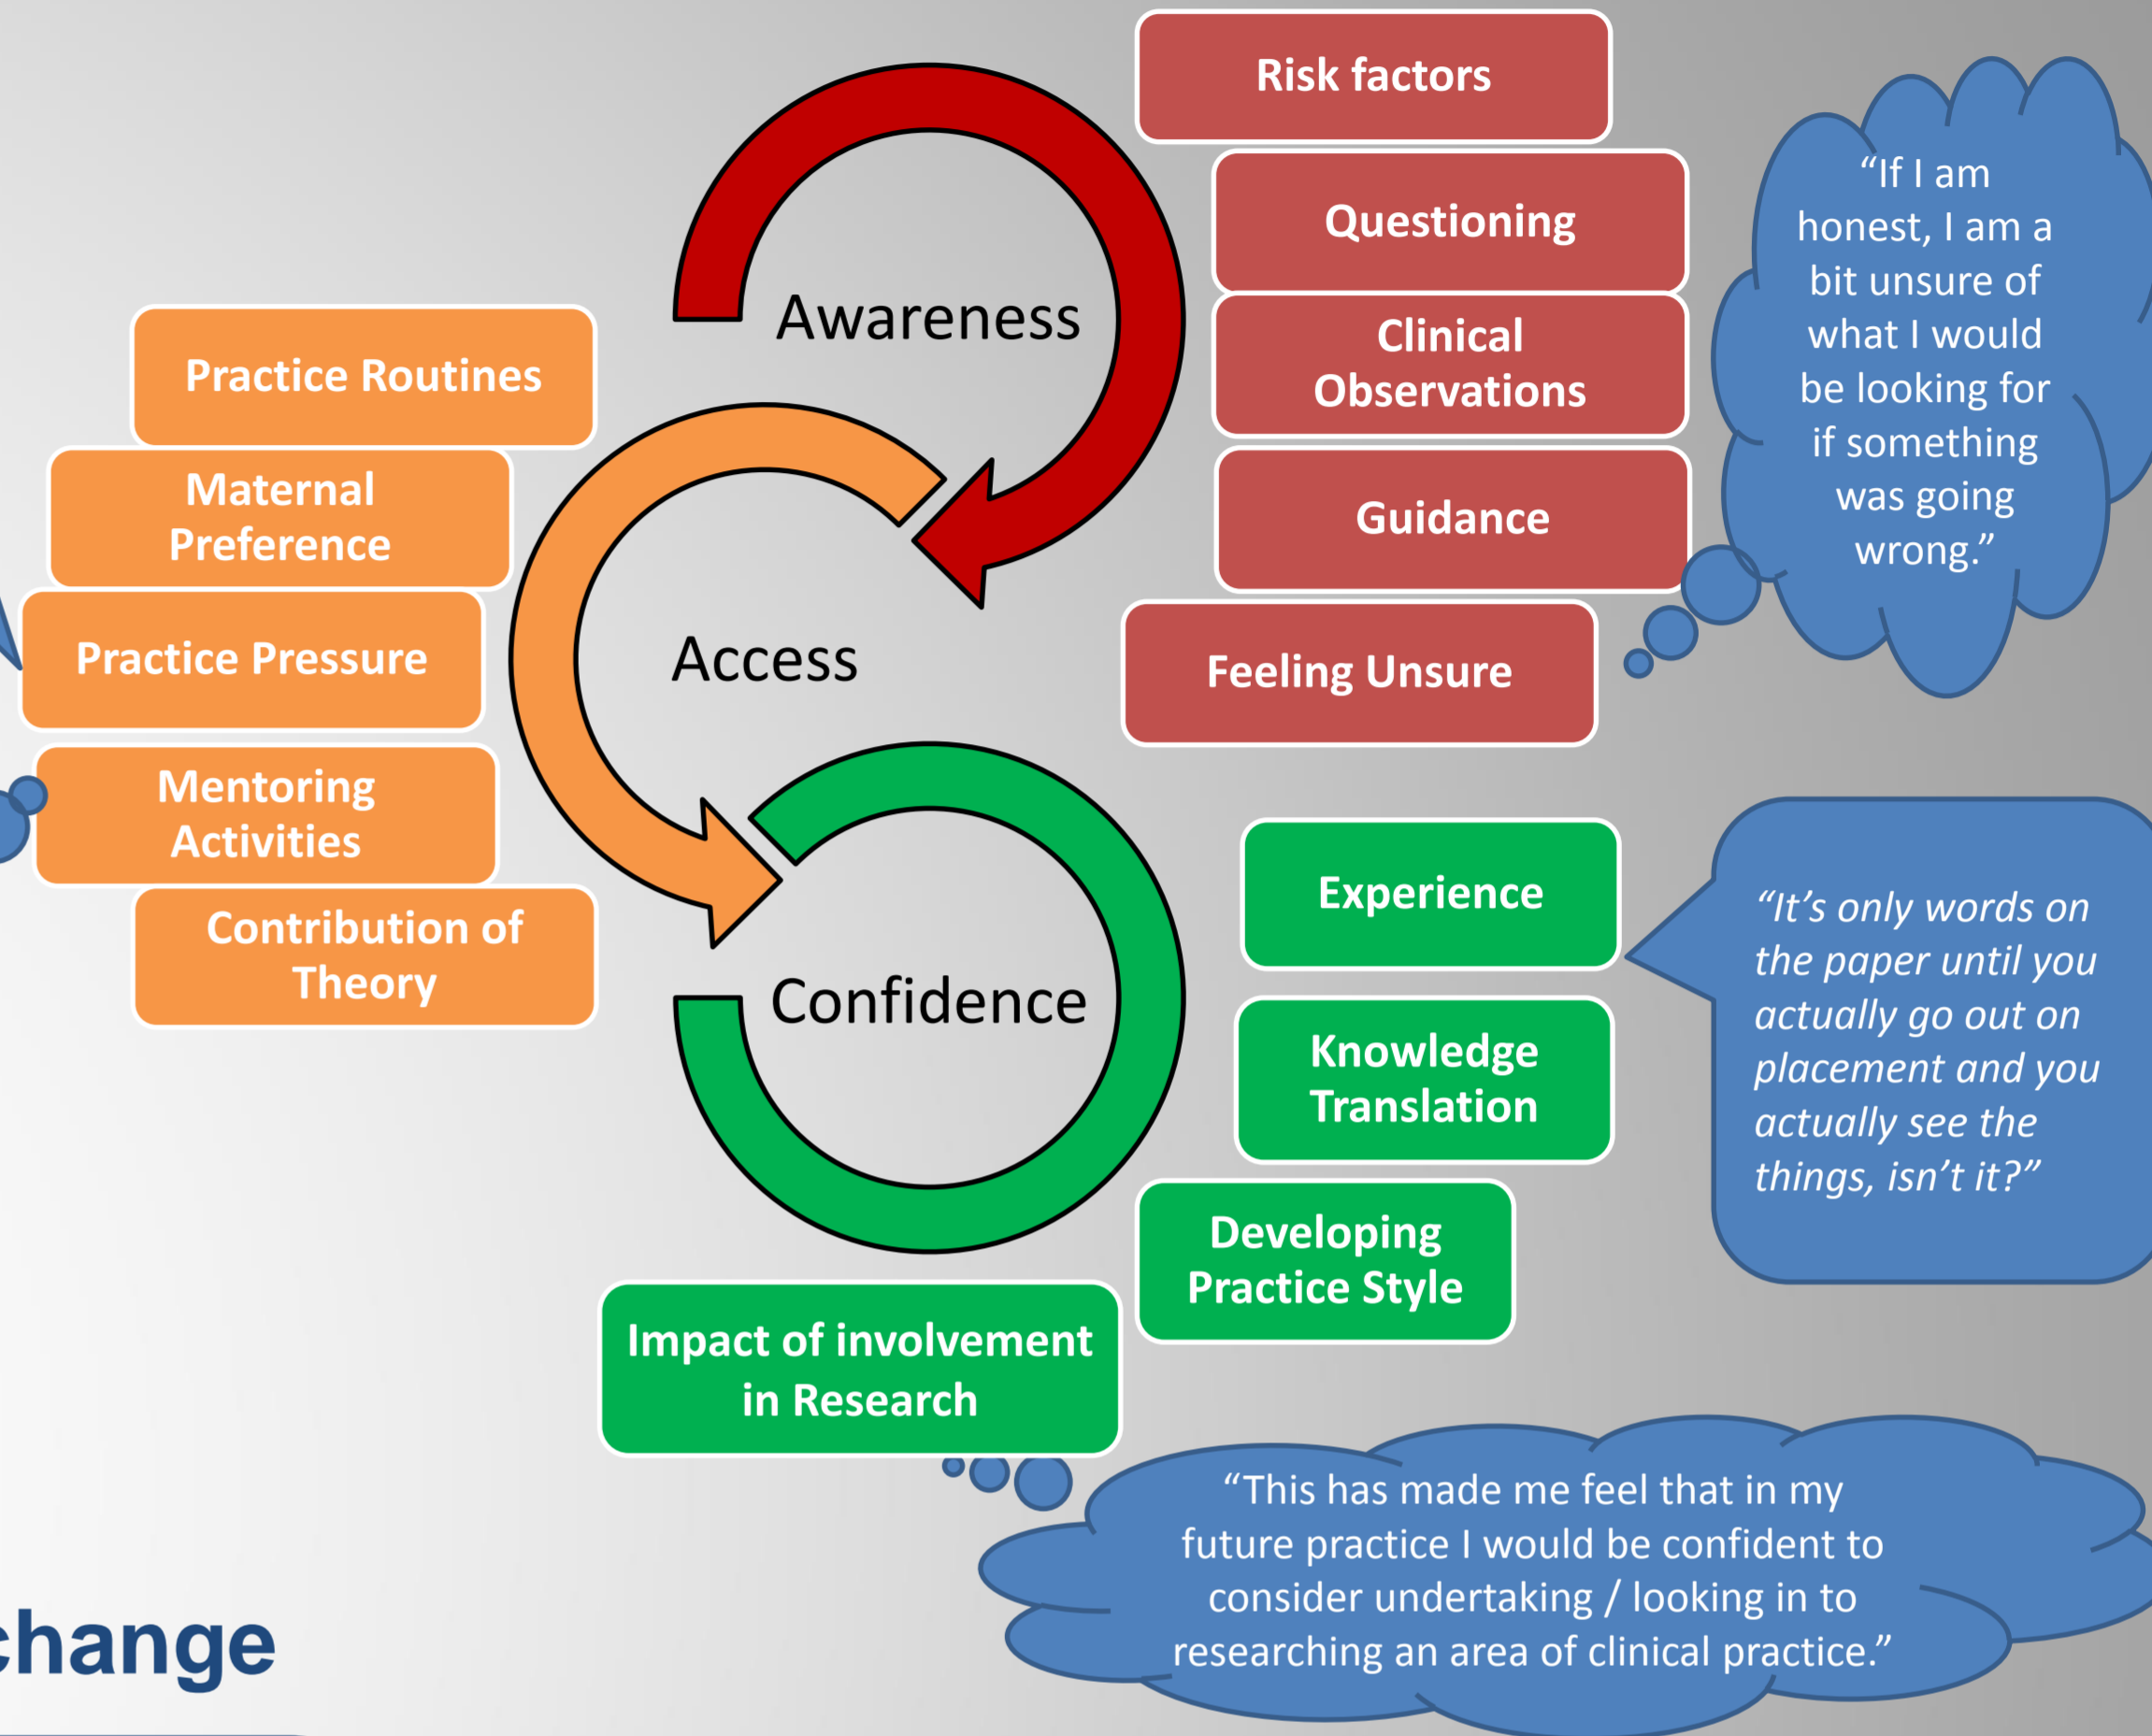 Risk factors
Questioning
Clinical
Observations
Guidance
Feeling Unsure
“If I am
honest, I am a
bit unsure of
what I would
be looking for
if something
was going
wrong.”
Awareness
Practice Routines
Maternal
Preference
Practice Pressure
Mentoring
Activities
Contribution of
Theory
Access
Confidence
Experience
Knowledge
Translation
Developing
Practice Style
Impact of involvement
in Research
“It’s only words on
the paper until you
actually go out on
placement and you
actually see the
things, isn’t it?”
“This has made me feel that in my
future practice I would be confident to
consider undertaking / looking in to
researching an area of clinical practice.”
change